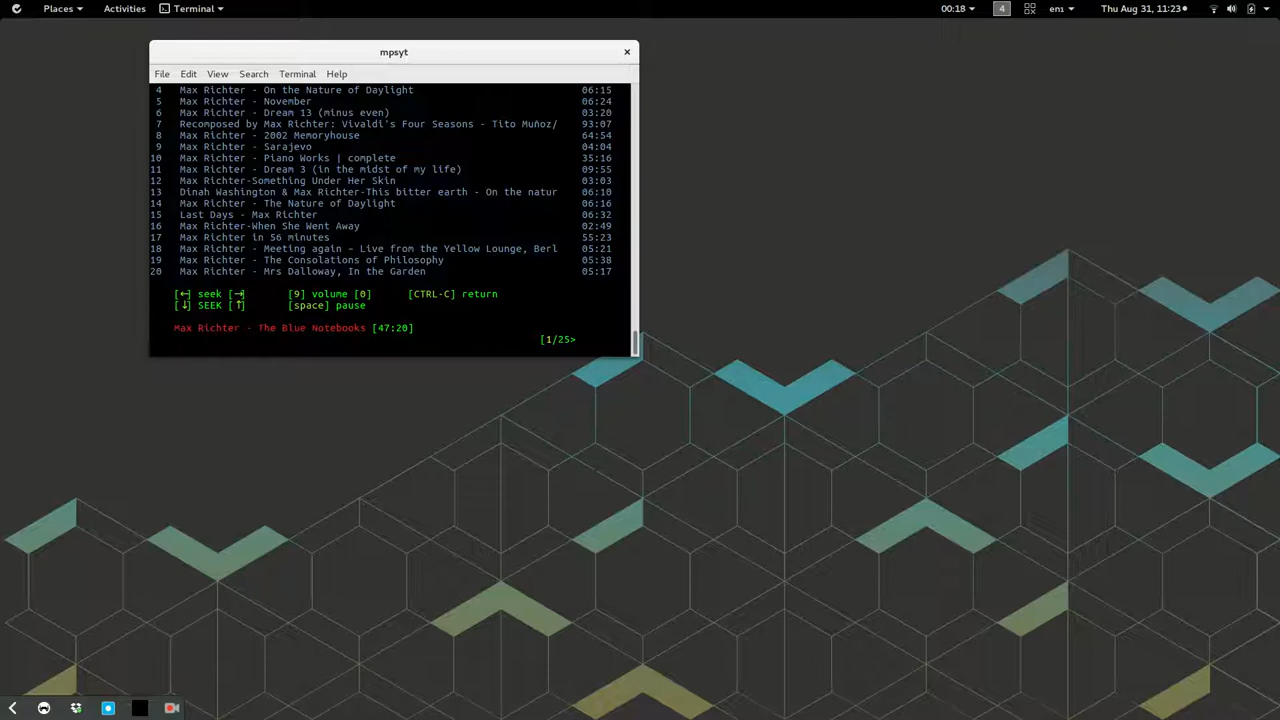 Places Activities Terminal 00:18 4 en1 Thu Aug 31, 11:23
mpsyt
File Edit View Search Terminal Help
4 Max Richter - On the Nature of Daylight 06:15
5 Max Richter - November 06:24
6 Max Richter - Dream 13 (minus even) 03:20
7 Recomposed by Max Richter: Vivaldi's Four Seasons - Tito Muñoz/ 93:07
8 Max Richter - 2002 Memoryhouse 64:54
9 Max Richter - Sarajevo 04:04
10 Max Richter - Piano Works | complete 35:16
11 Max Richter - Dream 3 (in the midst of my life) 09:55
12 Max Richter-Something Under Her Skin 03:03
13 Dinah Washington & Max Richter-This bitter earth - On the natur 06:10
14 Max Richter - The Nature of Daylight 06:16
15 Last Days - Max Richter 06:32
16 Max Richter-When She Went Away 02:49
17 Max Richter in 56 minutes 55:23
18 Max Richter - Meeting again – Live from the Yellow Lounge, Berl 05:21
19 Max Richter - The Consolations of Philosophy 05:38
20 Max Richter - Mrs Dalloway, In the Garden 05:17
[←] seek [→] [9] volume [0] [CTRL-C] return
[↓] SEEK [↑] [space] pause
Max Richter - The Blue Notebooks [47:20]
[1/25>